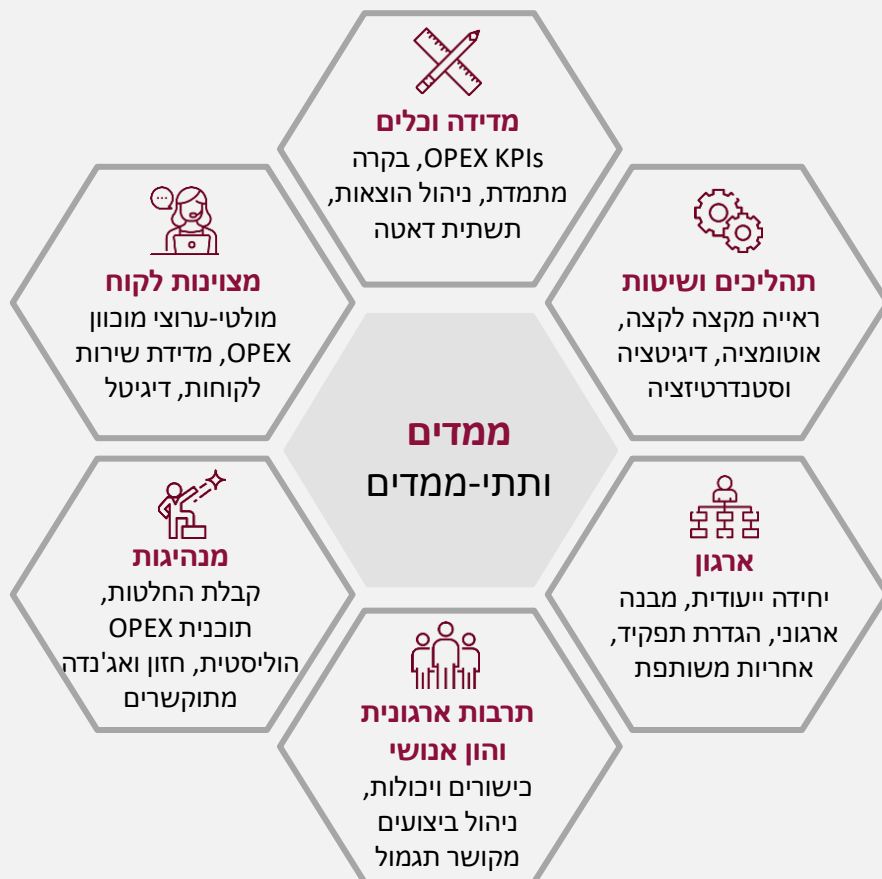 מדידה וכלים
OPEX KPIs, בקרה
מתמדת, ניהול הוצאות,
תשתית דאטה
תהליכים ושיטות
ראייה מקצה לקצה,
אוטומציה, דיגיטציה
וסטנדרטיזציה
מצוינות לקוח
מולטי-ערוצי מוכוון
OPEX, מדידת שירות
לקוחות, דיגיטל
ממדים
ותתי-ממדים
ארגון
יחידה ייעודית, מבנה
ארגוני, הגדרת תפקיד,
אחריות משותפת
מנהיגות
קבלת החלטות,
תוכנית OPEX
הוליסטית, חזון ואג'נדה
מתוקשרים
תרבות ארגונית
והון אנושי
כישורים ויכולות,
ניהול ביצועים
מקושר תגמול